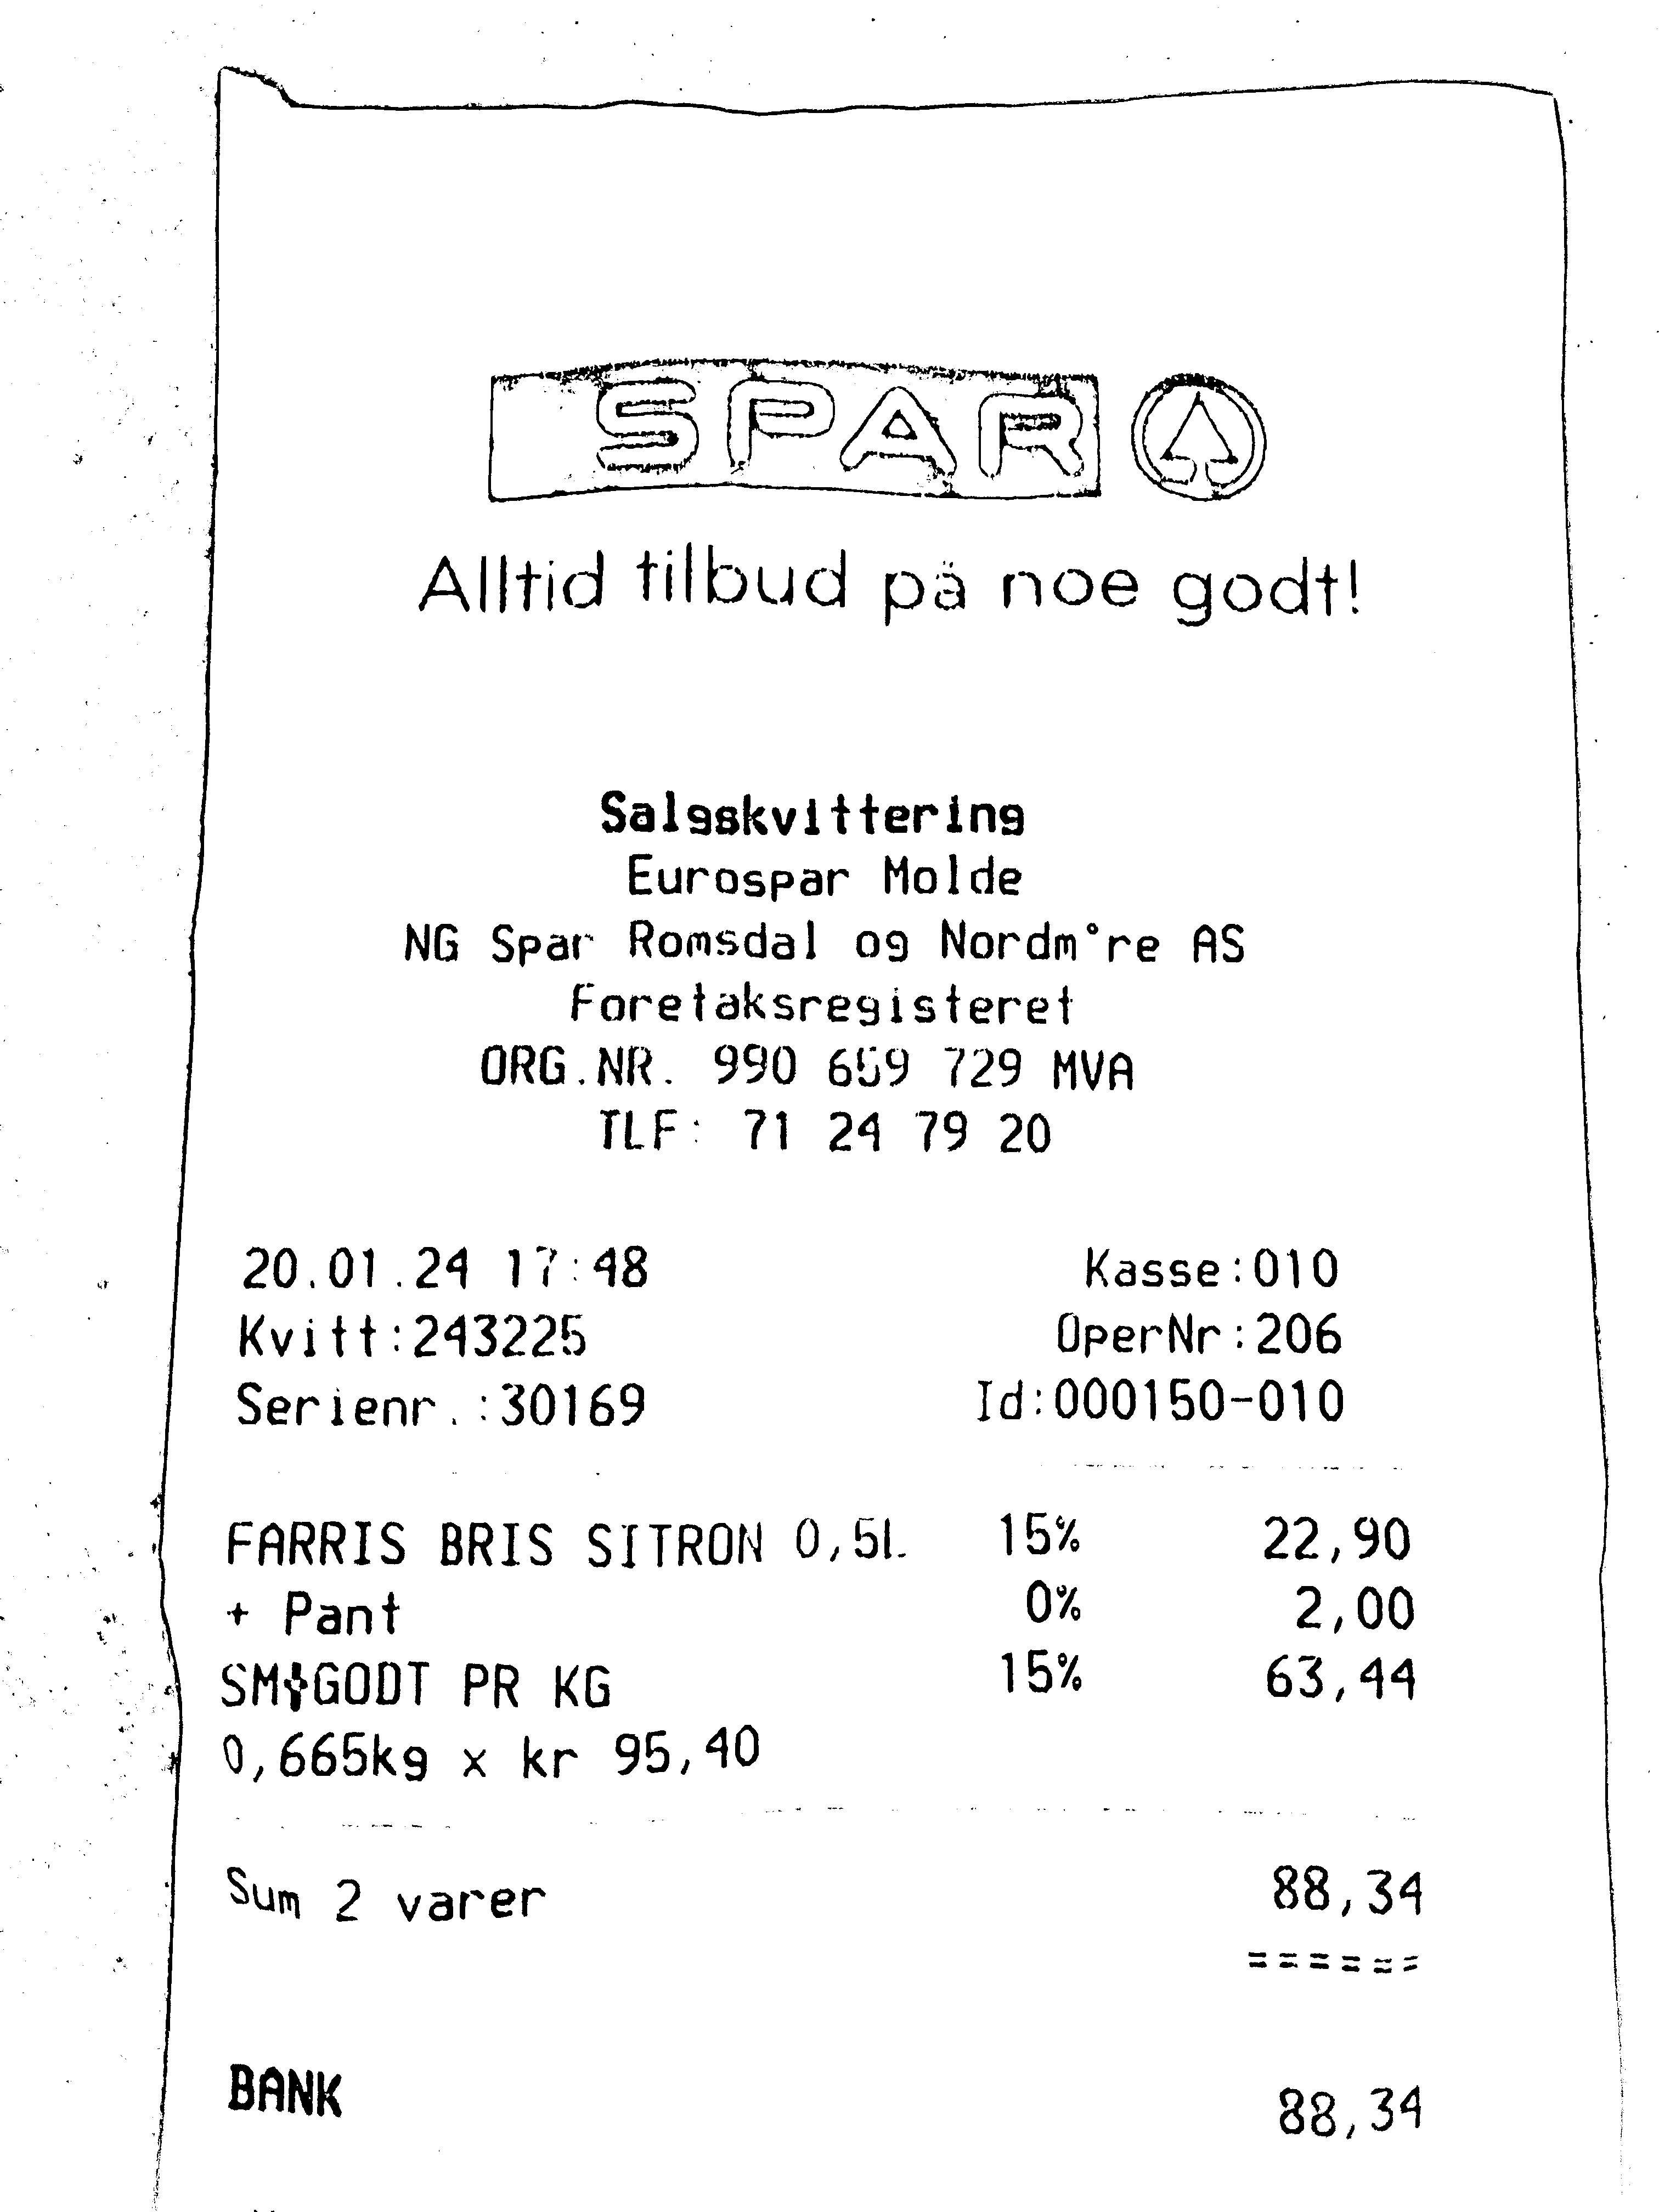 SPAR
Alltid tilbud på noe godt!
Salgskvittering
Eurospar Molde
NG Spar Romsdal og Nordm°re AS
Foretaksregisteret
ORG.NR. 990 659 729 MVA
TLF: 71 24 79 20
20.01.24 17:48 Kasse:010
Kvitt:243225 OperNr:206
Serienr.:30169 Id:000150-010
FARRIS BRIS SITRON 0,5L 15% 22,90
+ Pant 0% 2,00
PR KG 15% 63,44
0,665kg x kr 95,40
Sum 2 varer 88,34
======
BANK 88,34